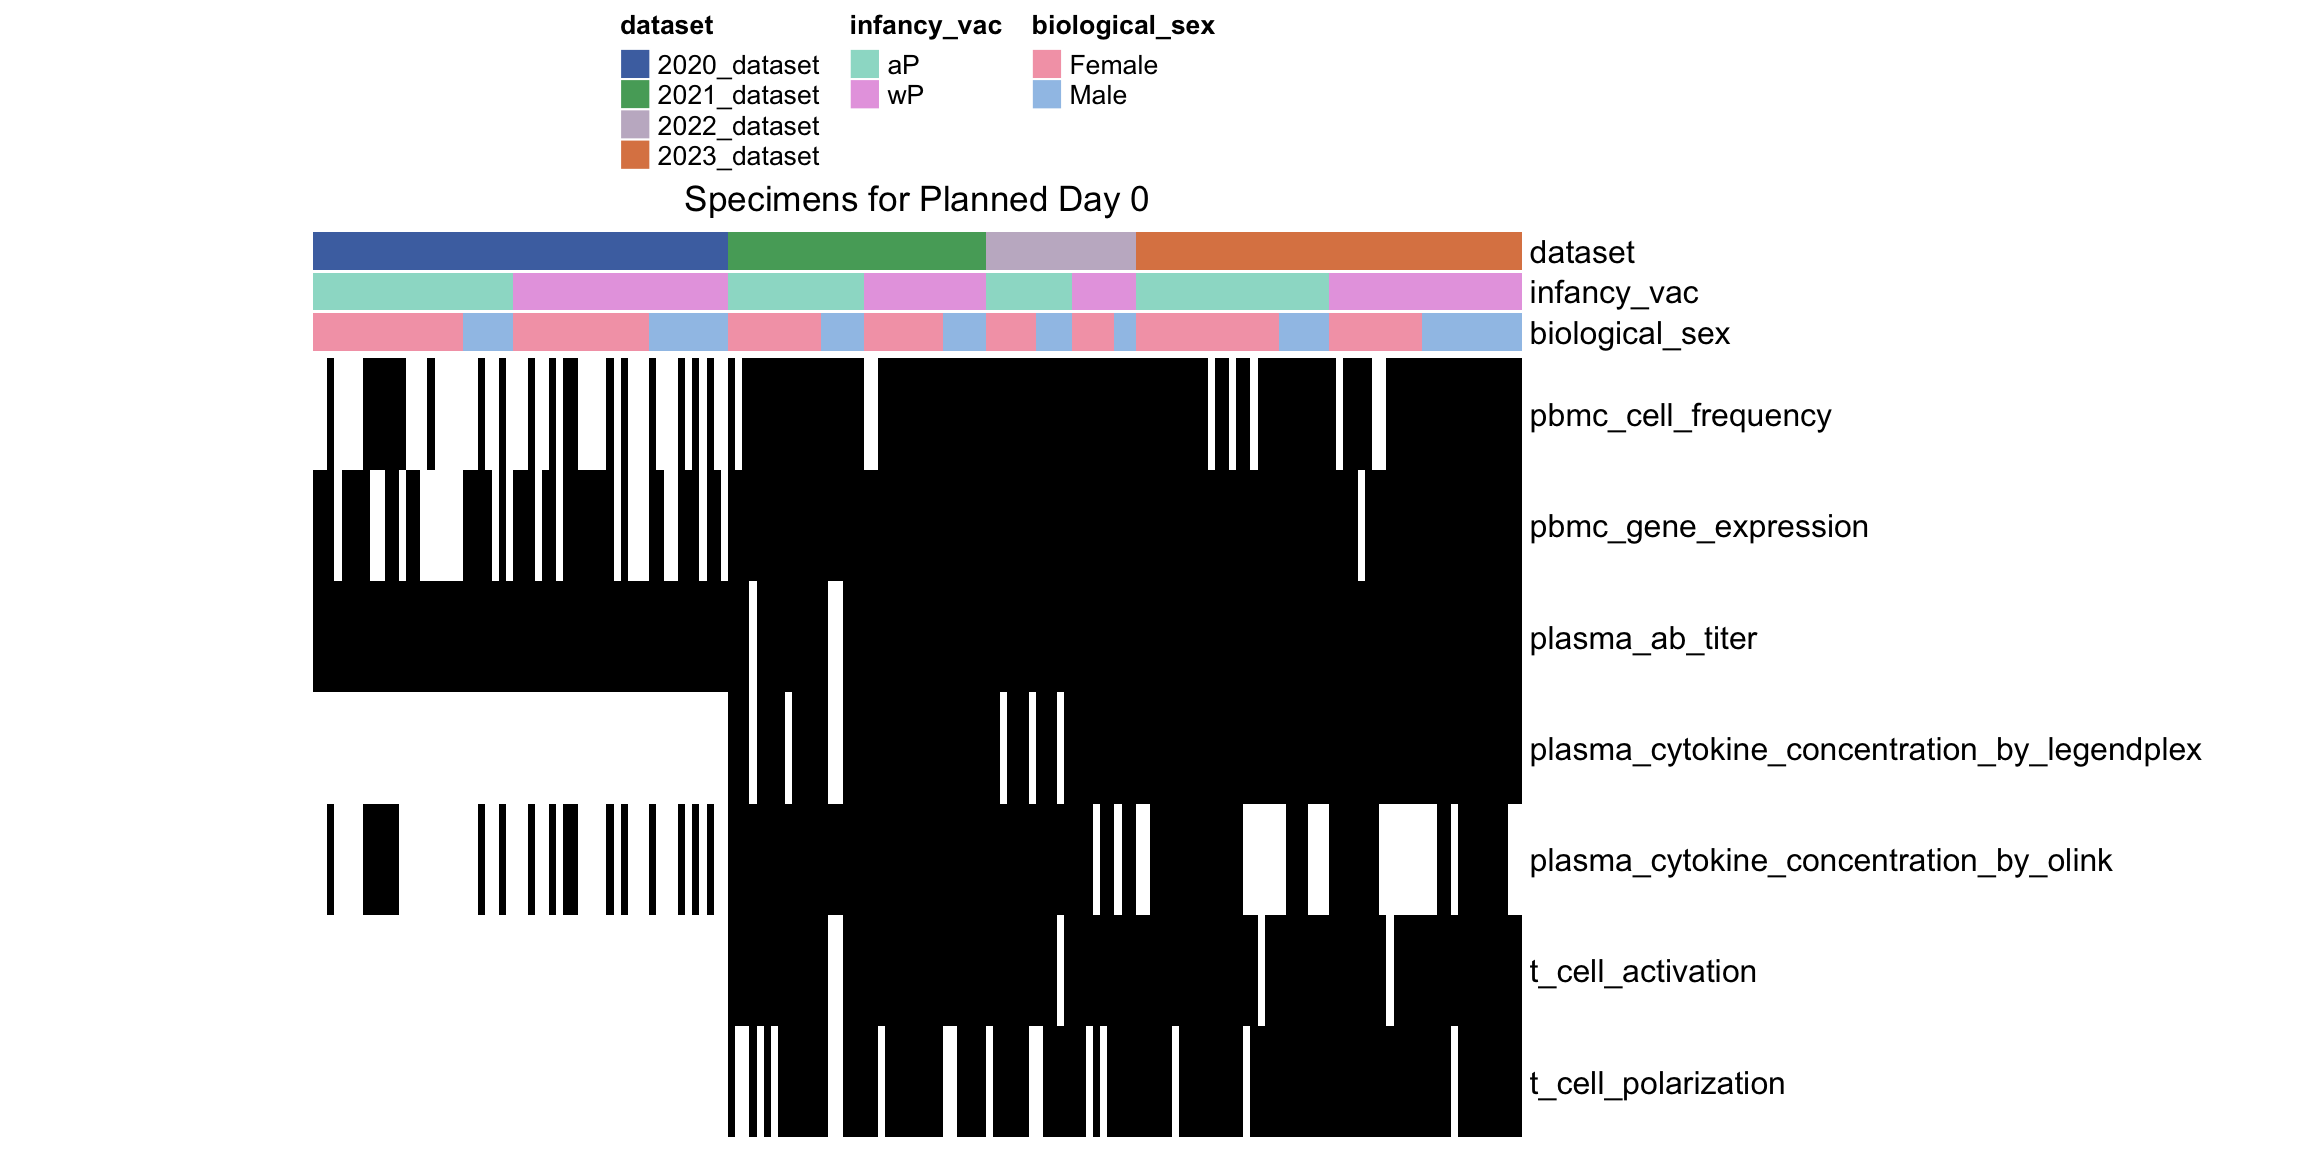 dataset
2020_dataset
2021_dataset
2022_dataset
2023_dataset
infancy_vac
aP
wP
biological_sex
Female
Male
Specimens for Planned Day 0
dataset
infancy_vac
biological_sex
pbmc_cell_frequency
pbmc_gene_expression
plasma_ab_titer
plasma_cytokine_concentration_by_legendplex
plasma_cytokine_concentration_by_olink
t_cell_activation
t_cell_polarization